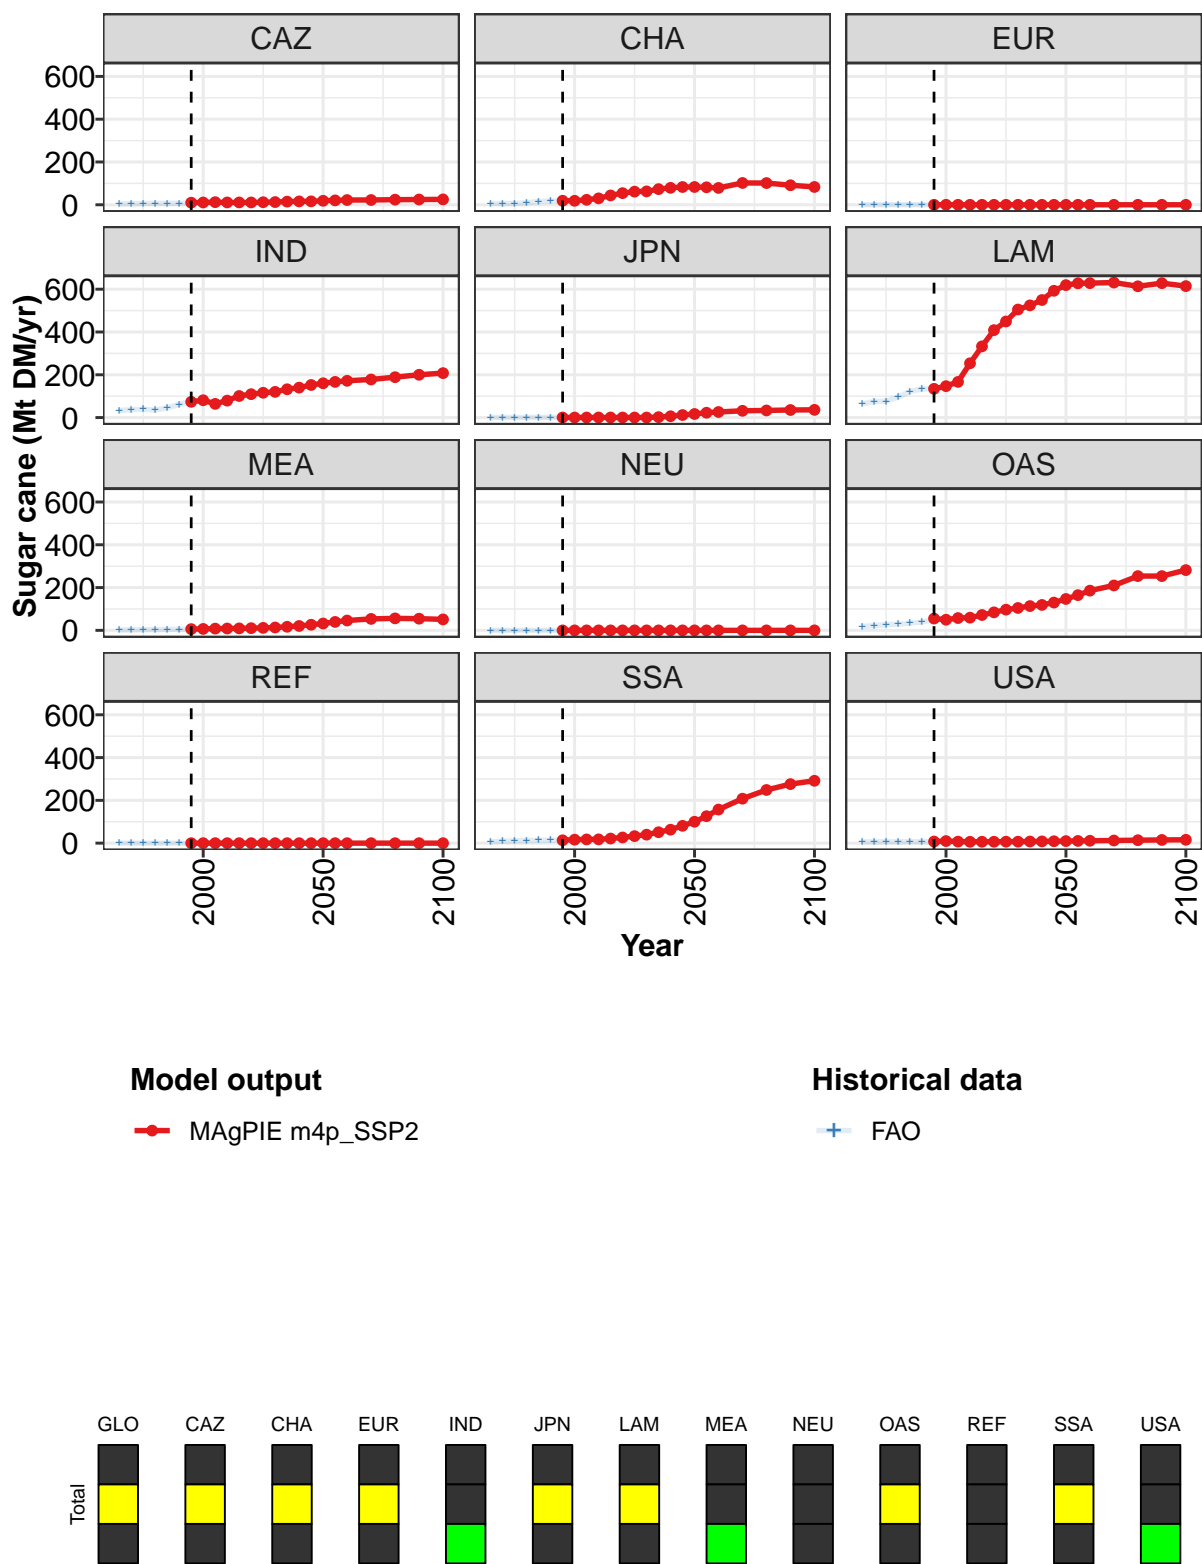 CAZ CHA EUR
600
400
200
0
IND JPN LAM
600
400
200
0
MEA NEU OAS
600
400
200
0
REF SSA USA
600
400
200
0
2000 2050 2100 2000 2050 2100 2000 2050 2100
Year
Sugar cane (Mt DM/yr)
Model output Historical data
MAgPIE m4p_SSP2 FAO
GLO CAZ CHA EUR IND JPN LAM MEA NEU OAS REF SSA USA
Total